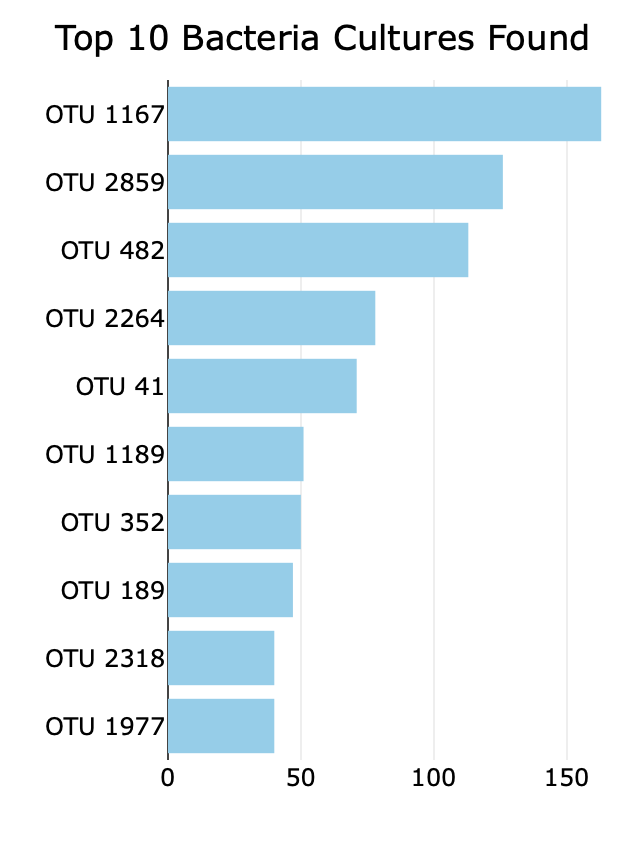 Top 10 Bacteria Cultures Found
OTU 1167
OTU 2859
OTU 482
OTU 2264
OTU 41
OTU 1189
OTU 352
OTU 189
OTU 2318
OTU 1977
0 50 100 150